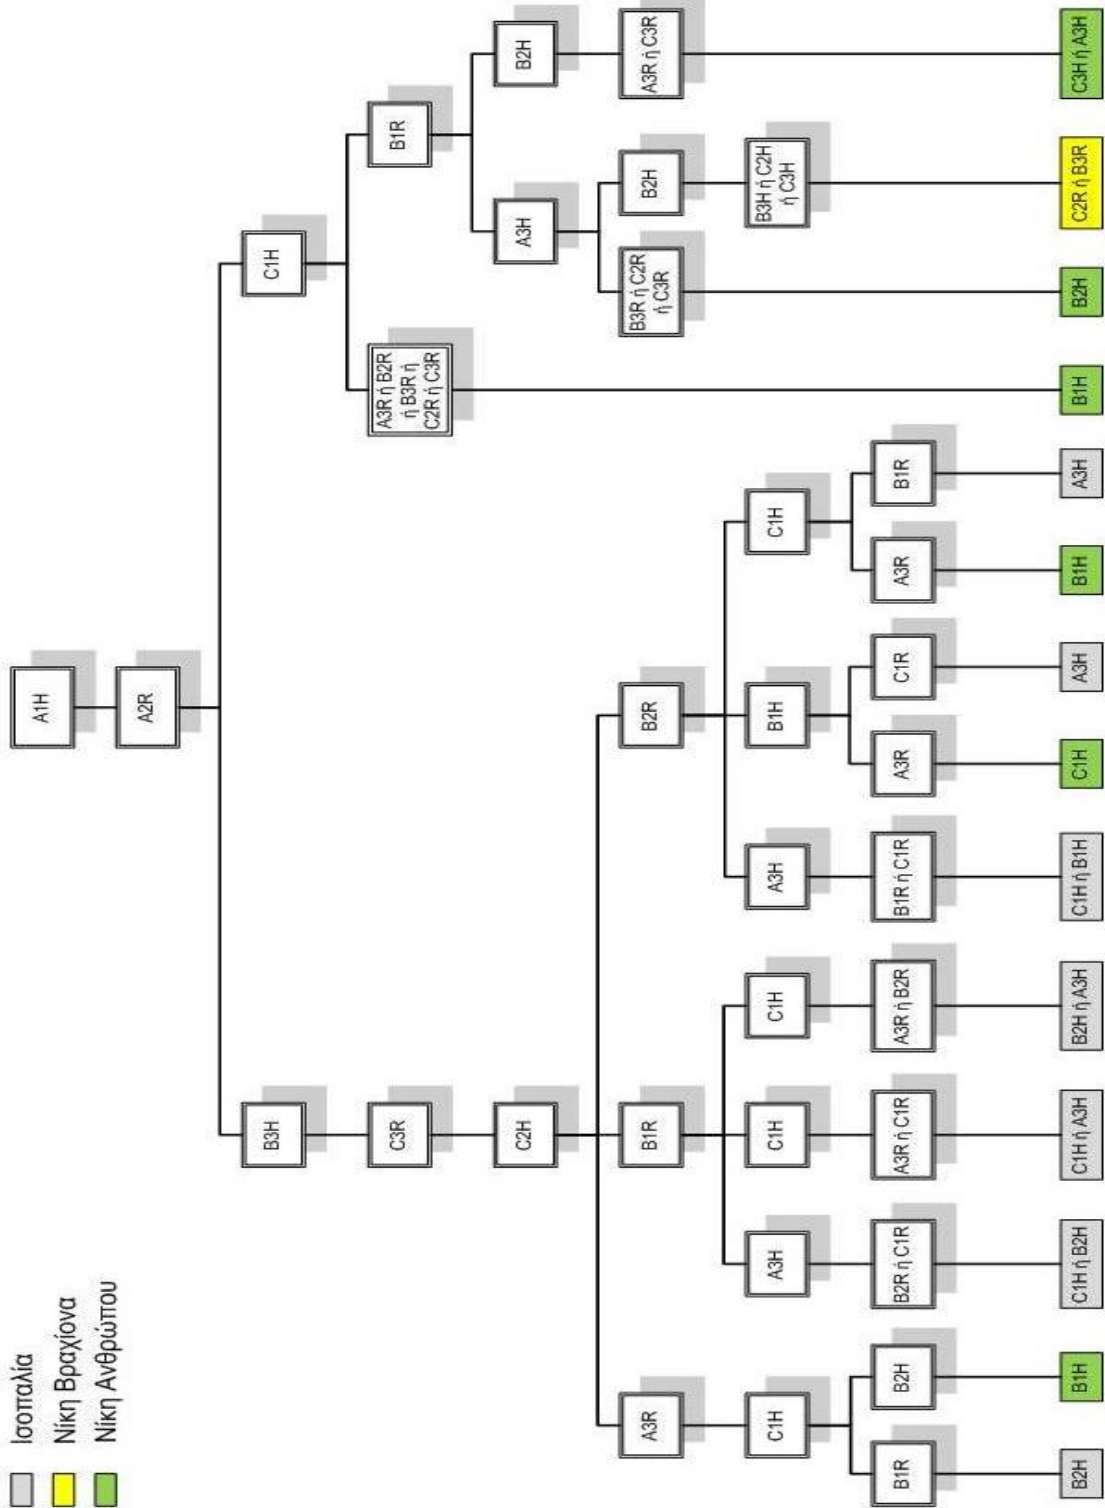 Ισοπαλία
Νίκη Βραχίονα
Νίκη Ανθρώπου
A1H
A2R
B3H
C1H
C3R
A3R ή B2R
ή B3R ή
C2R ή C3R
B1R
C2H
A3H
B2H
A3R
B1R
B2R
B3R ή C2R
ή C3R
B2H
A3R ή C3R
C1H
A3H
C1H
C1H
A3H
B1H
C1H
B3H ή C2H
ή C3H
B1R
B2H
B2R ή C1R
A3R ή C1R
A3R ή B2R
B1R ή C1R
A3R
C1R
A3R
B1R
B2H
B1H
C1H ή B2H
C1H ή A3H
B2H ή A3H
C1H ή B1H
C1H
A3H
B1H
A3H
B1H
B2H
C2R ή B3R
C3H ή A3H